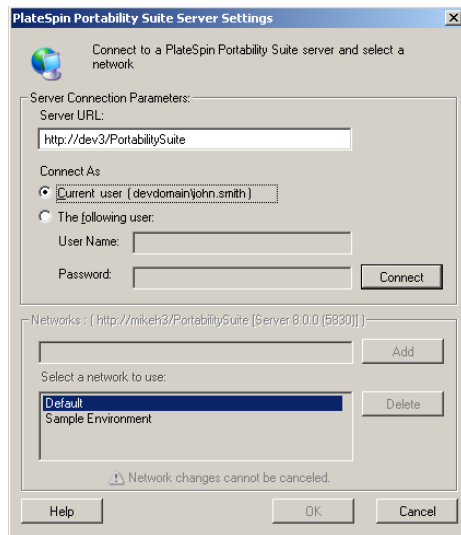 PlateSpin Portability Suite Server Settings
Connect to a PlateSpin Portability Suite server and select a
network
Server Connection Parameters:
Server URL:
http://dev3/PortabilitySuite
Connect As
Current user ( devdomain\john.smith )
The following user:
User Name:
Password:
Connect
Networks : ( http://mikeh3/PortabilitySuite [Server 8.0.0 (5830)] )
Add
Select a network to use:
Default
Sample Environment
Delete
Network changes cannot be canceled.
Help
OK
Cancel